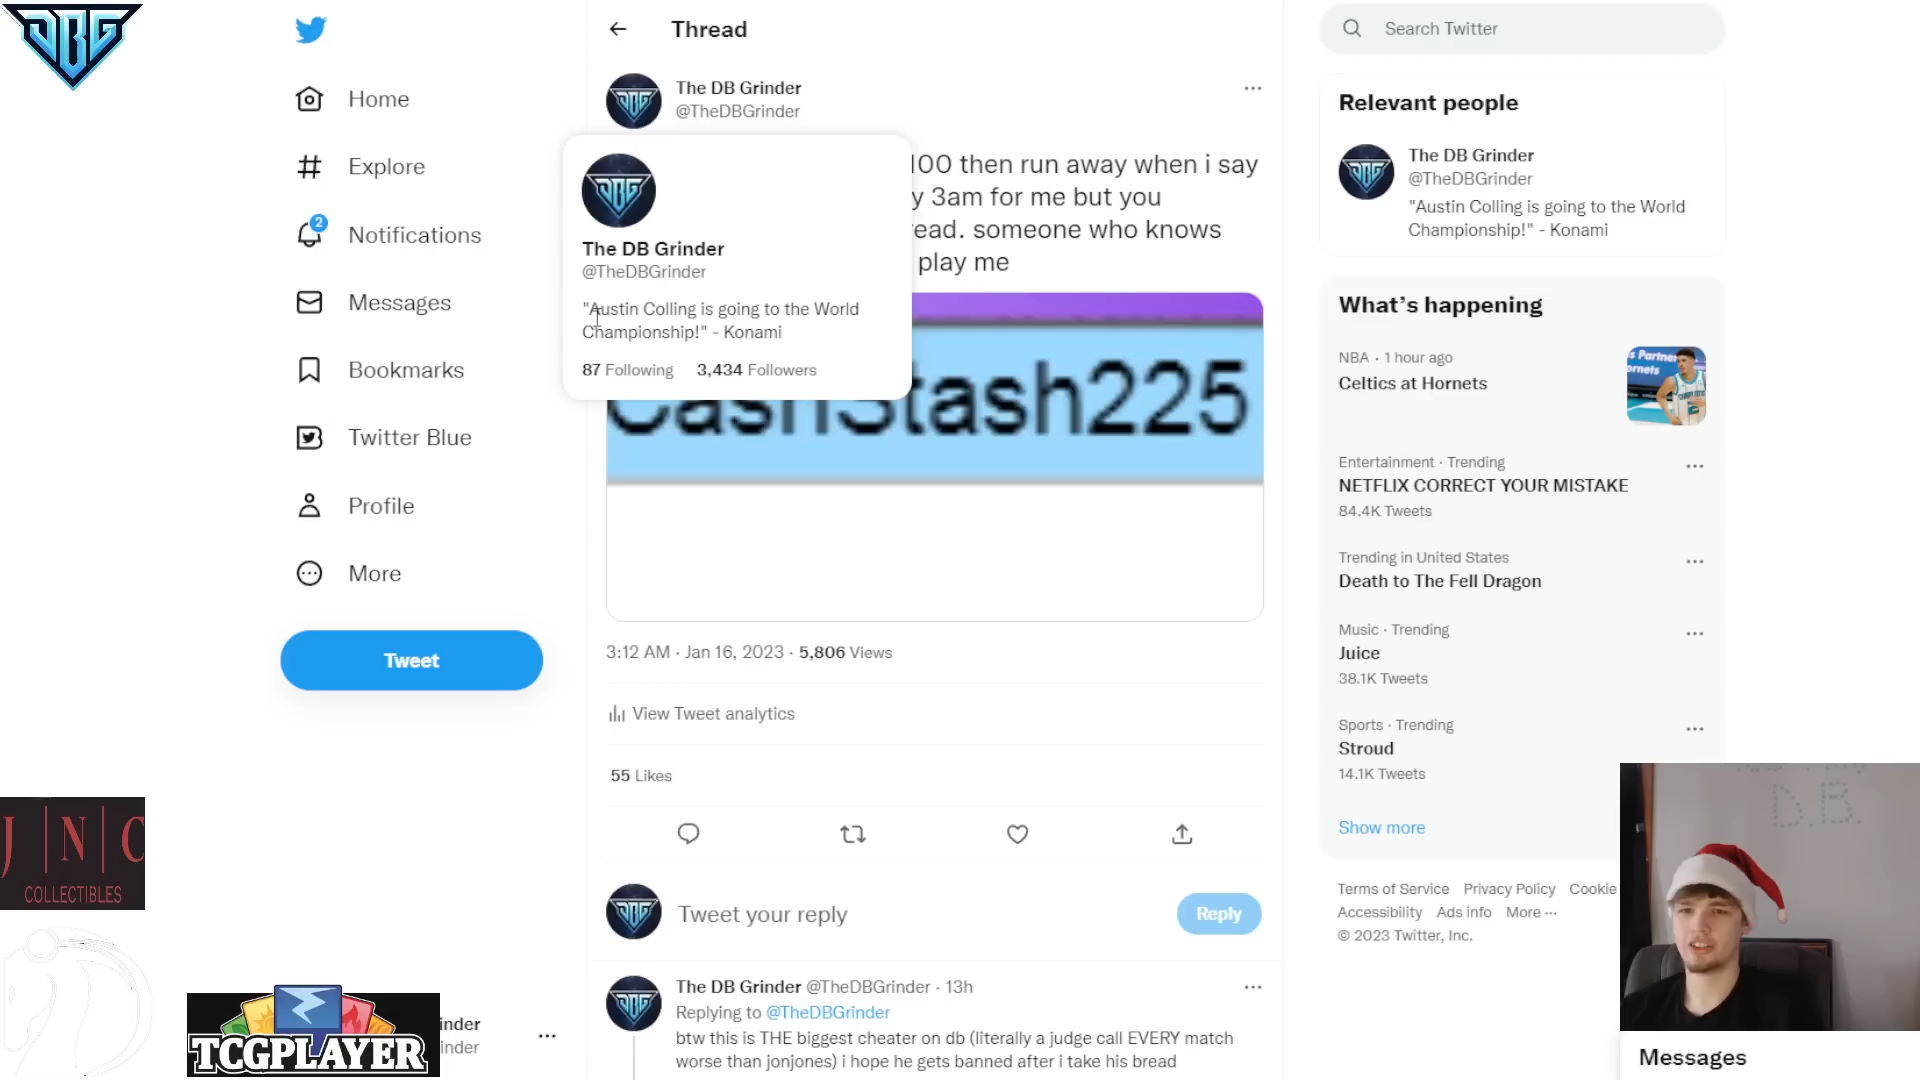 DBG
Home
Explore
2
Notifications
Messages
Bookmarks
Twitter Blue
Profile
More
Tweet
J|N|C
COLLECTIBLES
TCGPLAYER
Thread
The DB Grinder
@TheDBGrinder
100 then run away when i say
y 3am for me but you
ead. someone who knows
play me
DBG
The DB Grinder
@TheDBGrinder
"Austin Colling is going to the World
Championship!" - Konami
87 Following 3,434 Followers
CashStash225
3:12 AM · Jan 16, 2023 · 5,806 Views
View Tweet analytics
55 Likes
Tweet your reply
Reply
The DB Grinder @TheDBGrinder · 13h
Replying to @TheDBGrinder
btw this is THE biggest cheater on db (literally a judge call EVERY match
worse than jonjones) i hope he gets banned after i take his bread
Search Twitter
Relevant people
The DB Grinder
@TheDBGrinder
"Austin Colling is going to the World
Championship!" - Konami
What's happening
NBA · 1 hour ago
Celtics at Hornets
Entertainment · Trending
NETFLIX CORRECT YOUR MISTAKE
84.4K Tweets
Trending in United States
Death to The Fell Dragon
Music · Trending
Juice
38.1K Tweets
Sports · Trending
Stroud
14.1K Tweets
Show more
Terms of Service Privacy Policy Cookie
Accessibility Ads info More ···
© 2023 Twitter, Inc.
D.B.
Messages